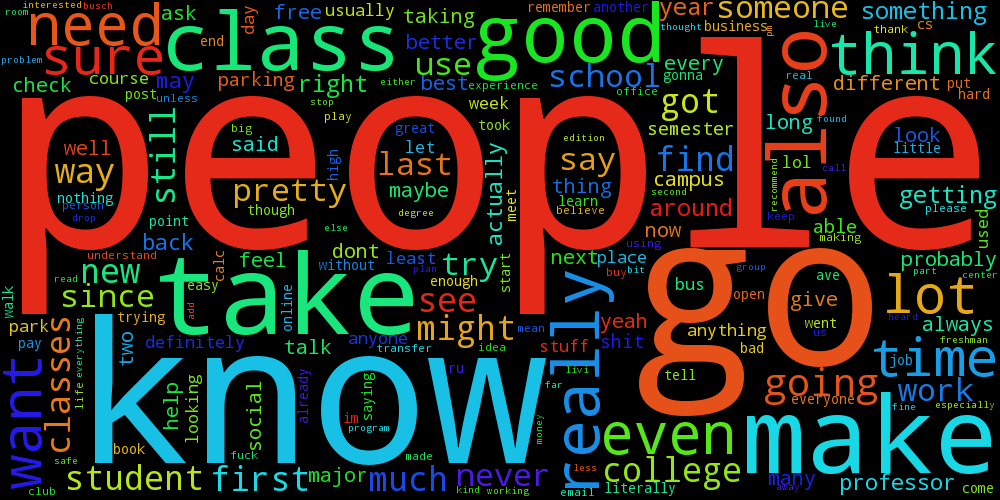 people
know
go
take
class
make
good
think
also
need
sure
really
want
even
time
lot
first
going
college
someone
something
school
use
way
pretty
last
say
find
got
year
new
since
see
might
try
still
classes
student
much
never
work
getting
professor
probably
always
different
around
campus
semester
every
long
lol
able
now
next
place
thing
maybe
let
said
well
though
back
point
feel
dont
least
without
actually
meet
start
enough
week
took
best
better
taking
usually
free
ask
day
end
right
parking
course
may
check
post
unless
problem
room
interested
busch
remember
another
thought
business
pm
live
thank
cs
real
gonna
office
experience
either
stop
play
great
high
big
nothing
person
drop
degree
edition
learn
believe
second
recommend
found
call
keep
put
hard
look
little
please
used
making
using
group
bus
open
ave
give
went
us
anything
bad
tell
yeah
shit
stuff
buy
bit
part
center
heard
freshman
job
fine
especially
everyone
many
away
come
literally
less
email
far
livi
idea
mean
plan
anyone
transfer
ru
talk
definitely
trying
two
easy
calc
understand
read
add
online
else
walk
park
pay
life
everything
safe
club
book
help
looking
social
fuck
already
im
saying
program
made
major
kind
working
money